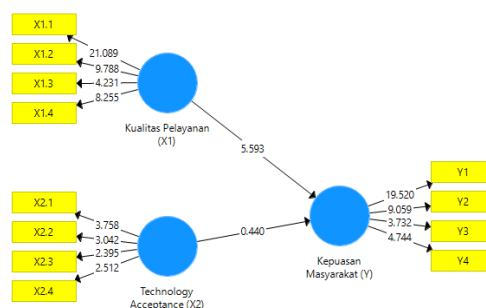 X1.1
X1.2
X1.3
X1.4
21.089
9.788
4.231
8.255
Kualitas Pelayanan
(X1)
5.593
X2.1
X2.2
X2.3
X2.4
3.758
3.042
2.395
2.512
Technology
Acceptance (X2)
0.440
Kepuasan
Masyarakat (Y)
19.520
9.059
3.732
4.744
Y1
Y2
Y3
Y4